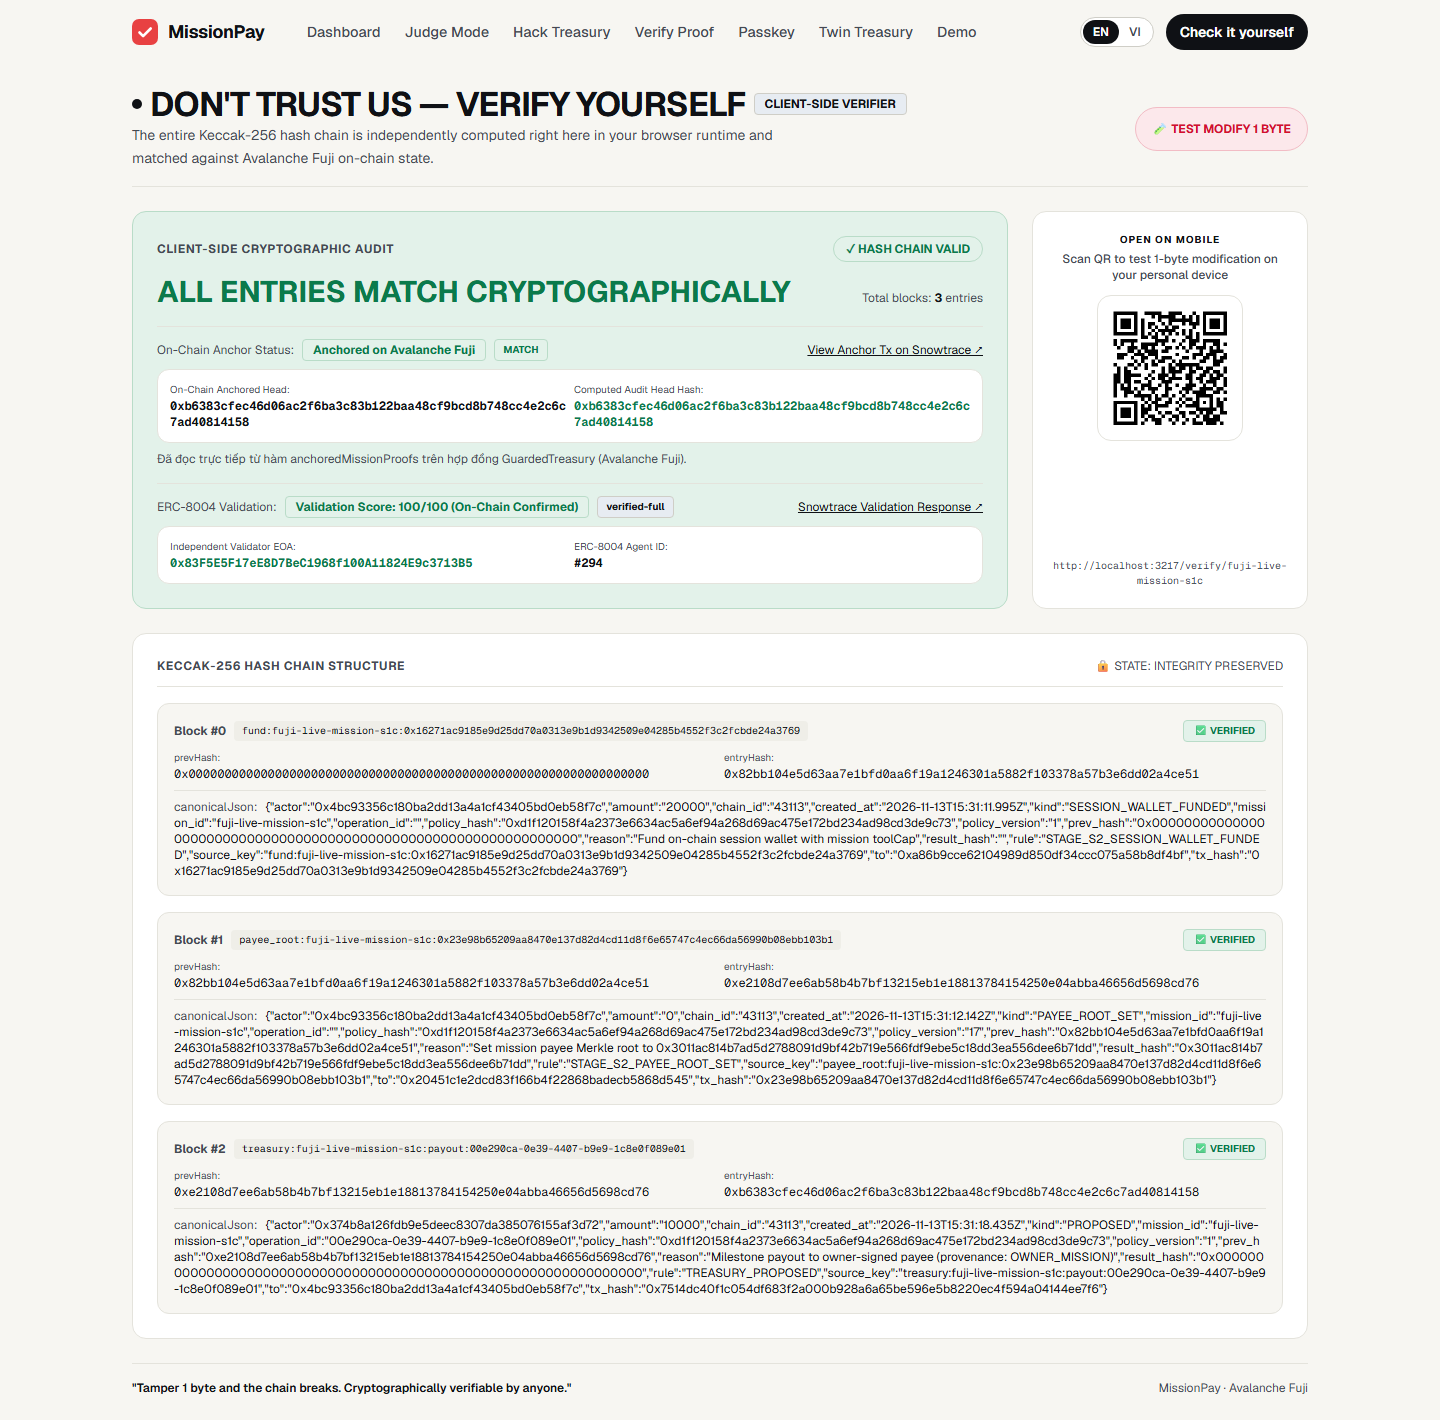 MissionPay
Dashboard
Judge Mode
Hack Treasury
Verify Proof
Passkey
Twin Treasury
Demo
EN
VI
Check it yourself
• DON'T TRUST US — VERIFY YOURSELF
CLIENT-SIDE VERIFIER
The entire Keccak-256 hash chain is independently computed right here in your browser runtime and
matched against Avalanche Fuji on-chain state.
TEST MODIFY 1 BYTE
CLIENT-SIDE CRYPTOGRAPHIC AUDIT
✓ HASH CHAIN VALID
ALL ENTRIES MATCH CRYPTOGRAPHICALLY
Total blocks: 3 entries
On-Chain Anchor Status:
Anchored on Avalanche Fuji
MATCH
View Anchor Tx on Snowtrace ↗
On-Chain Anchored Head:
0xb6383cfec46d06ac2f6ba3c83b122baa48cf9bcd8b748cc4e2c6c
7ad40814158
Computed Audit Head Hash:
0xb6383cfec46d06ac2f6ba3c83b122baa48cf9bcd8b748cc4e2c6c
7ad40814158
Đã đọc trực tiếp từ hàm anchoredMissionProofs trên hợp đồng GuardedTreasury (Avalanche Fuji).
ERC-8004 Validation:
Validation Score: 100/100 (On-Chain Confirmed)
verified-full
Snowtrace Validation Response ↗
Independent Validator EOA:
0x83F5E5F17eE8D7BeC1968f100A11824E9c3713B5
ERC-8004 Agent ID:
#294
OPEN ON MOBILE
Scan QR to test 1-byte modification on
your personal device
http://localhost:3217/verify/fuji-live-
mission-s1c
KECCAK-256 HASH CHAIN STRUCTURE
🔒 STATE: INTEGRITY PRESERVED
Block #0
fund:fuji-live-mission-s1c:0x16271ac9185e9d25dd70a0313e9b1d9342509e04285b4552f3c2fcbde24a3769
✅ VERIFIED
prevHash:
0x0000000000000000000000000000000000000000000000000000000000000000
entryHash:
0x82bb104e5d63aa7e1bfd0aa6f19a1246301a5882f103378a57b3e6dd02a4ce51
canonicalJson: {"actor":"0x4bc93356c180ba2dd13a4a1cf43405bd0eb58f7c","amount":"20000","chain_id":"43113","created_at":"2026-11-13T15:31:11.995Z","kind":"SESSION_WALLET_FUNDED","missi
on_id":"fuji-live-mission-s1c","operation_id":"","policy_hash":"0xd1f120158f4a2373e6634ac5a6ef94a268d69ac475e172bd234ad98cd3de9c73","policy_version":"1","prev_hash":"0x0000000000000
000000000000000000000000000000000000000000000000000","reason":"Fund on-chain session wallet with mission toolCap","result_hash":"","rule":"STAGE_S2_SESSION_WALLET_FUNDE
D","source_key":"fund:fuji-live-mission-s1c:0x16271ac9185e9d25dd70a0313e9b1d9342509e04285b4552f3c2fcbde24a3769","to":"0xa86b9cce62104989d850df34ccc075a58b8df4bf","tx_hash":"0
x16271ac9185e9d25dd70a0313e9b1d9342509e04285b4552f3c2fcbde24a3769"}
Block #1
payee_root:fuji-live-mission-s1c:0x23e98b65209aa8470e137d82d4cd11d8f6e65747c4ec66da56990b08ebb103b1
✅ VERIFIED
prevHash:
0x82bb104e5d63aa7e1bfd0aa6f19a1246301a5882f103378a57b3e6dd02a4ce51
entryHash:
0xe2108d7ee6ab58b4b7bf13215eb1e18813784154250e04abba46656d5698cd76
canonicalJson: {"actor":"0x4bc93356c180ba2dd13a4a1cf43405bd0eb58f7c","amount":"0","chain_id":"43113","created_at":"2026-11-13T15:31:12.142Z","kind":"PAYEE_ROOT_SET","mission_id":"fuji-live
-mission-s1c","operation_id":"","policy_hash":"0xd1f120158f4a2373e6634ac5a6ef94a268d69ac475e172bd234ad98cd3de9c73","policy_version":"17","prev_hash":"0x82bb104e5d63aa7e1bfd0aa6f19a1
246301a5882f103378a57b3e6dd02a4ce51","reason":"Set mission payee Merkle root to 0x3011ac814b7ad5d2788091d9bf42b719e566fdf9ebe5c18dd3ea556dee6b71dd","result_hash":"0x3011ac814b7
ad5d2788091d9bf42b719e566fdf9ebe5c18dd3ea556dee6b71dd","rule":"STAGE_S2_PAYEE_ROOT_SET","source_key":"payee_root:fuji-live-mission-s1c:0x23e98b65209aa8470e137d82d4cd11d8f6e6
5747c4ec66da56990b08ebb103b1","to":"0x20451c1e2dcd83f166b4f22868badecb5868d545","tx_hash":"0x23e98b65209aa8470e137d82d4cd11d8f6e65747c4ec66da56990b08ebb103b1"}
Block #2
treasury:fuji-live-mission-s1c:payout:00e290ca-0e39-4407-b9e9-1c8e0f089e01
✅ VERIFIED
prevHash:
0xe2108d7ee6ab58b4b7bf13215eb1e18813784154250e04abba46656d5698cd76
entryHash:
0xb6383cfec46d06ac2f6ba3c83b122baa48cf9bcd8b748cc4e2c6c7ad40814158
canonicalJson: {"actor":"0x374b8a126fdb9e5deec8307da385076155af3d72","amount":"10000","chain_id":"43113","created_at":"2026-11-13T15:31:18.435Z","kind":"PROPOSED","mission_id":"fuji-live-
mission-s1c","operation_id":"00e290ca-0e39-4407-b9e9-1c8e0f089e01","policy_hash":"0xd1f120158f4a2373e6634ac5a6ef94a268d69ac475e172bd234ad98cd3de9c73","policy_version":"1","prev_h
ash":"0xe2108d7ee6ab58b4b7bf13215eb1e18813784154250e04abba46656d5698cd76","reason":"Milestone payout to owner-signed payee (provenance: OWNER_MISSION)","result_hash":"0x000000
0000000000000000000000000000000000000000000000000000000000","rule":"TREASURY_PROPOSED","source_key":"treasury:fuji-live-mission-s1c:payout:00e290ca-0e39-4407-b9e9
-1c8e0f089e01","to":"0x4bc93356c180ba2dd13a4a1cf43405bd0eb58f7c","tx_hash":"0x7514dc40f1c054df683f2a000b928a6a65be596e5b8220ec4f594a04144ee7f6"}
"Tamper 1 byte and the chain breaks. Cryptographically verifiable by anyone."
MissionPay · Avalanche Fuji